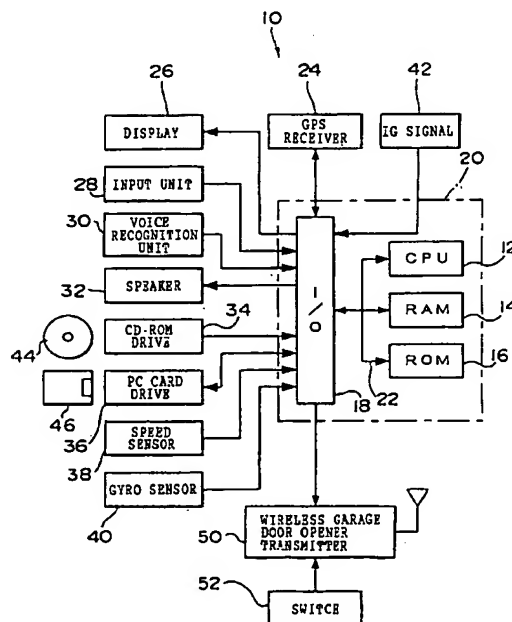 10
26
24
42
DISPLAY
GPS
RECEIVER
IG SIGNAL
20
INPUT UNIT
28
30
VOICE
RECOGNITION
UNIT
CPU
12
32
SPEAKER
I/O
34
RAM
14
44
CD-ROM
DRIVE
ROM
16
46
PC CARD
DRIVE
18
22
36
SPEED
SENSOR
38
GYRO SENSOR
40
50
WIRELESS GARAGE
DOOR OPENER
TRANSMITTER
52
SWITCH